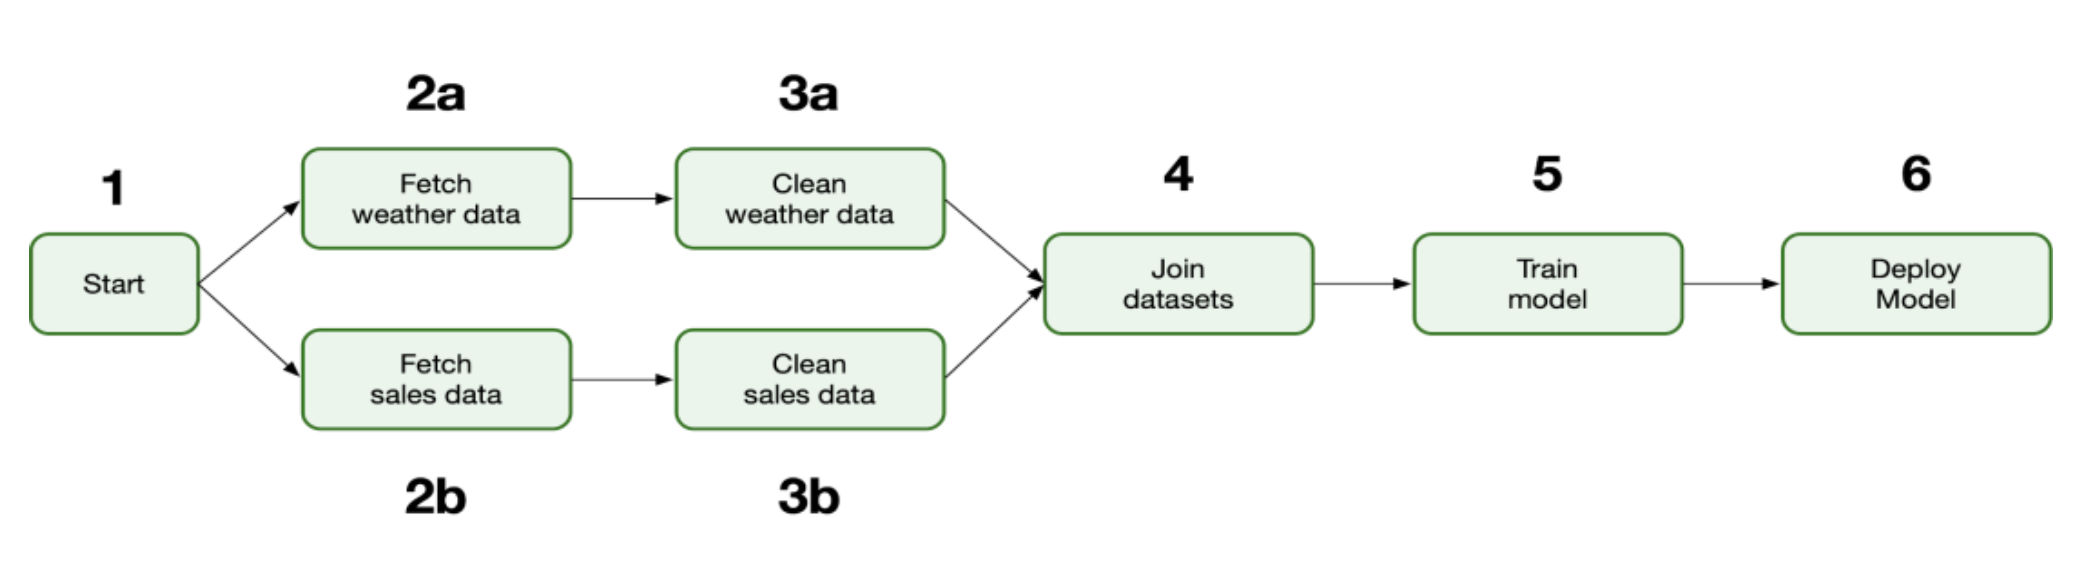 1
Start
2a
Fetch
weather data
3a
Clean
weather data
2b
Fetch
sales data
3b
Clean
sales data
4
Join
datasets
5
Train
model
6
Deploy
Model